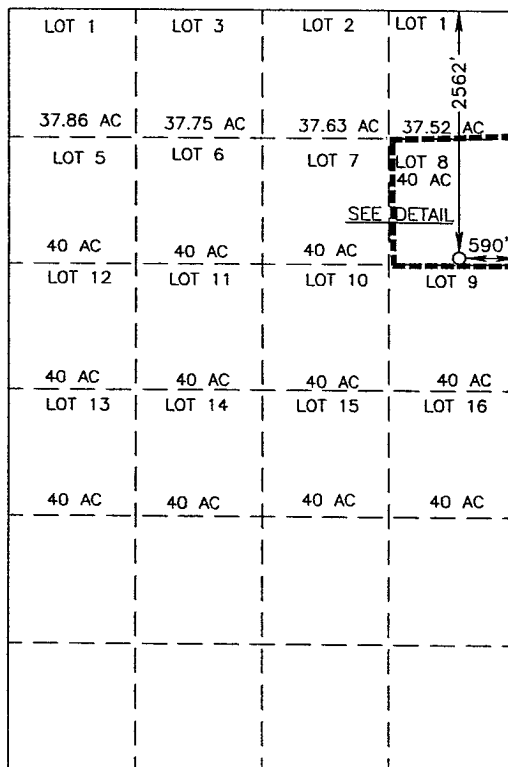 LOT 1 LOT 3 LOT 2 LOT 1
2562'
37.86 AC 37.75 AC 37.63 AC 37.52 AC
LOT 5 LOT 6 LOT 7 LOT 8
40 AC
SEE DETAIL
590'
40 AC 40 AC 40 AC
LOT 12 LOT 11 LOT 10 LOT 9
40 AC 40 AC 40 AC 40 AC
LOT 13 LOT 14 LOT 15 LOT 16
40 AC 40 AC 40 AC 40 AC